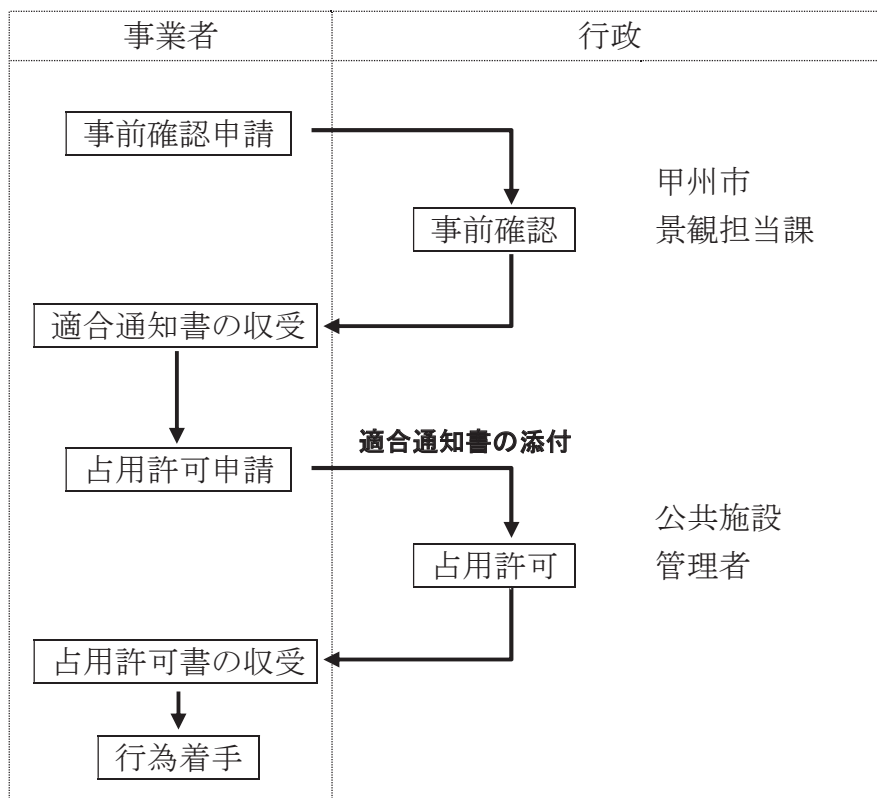 事業者
行政
事前確認申請
甲州市
事前確認
景観担当課
適合通知書の収受
適合通知書の添付
占用許可申請
公共施設
占用許可
管理者
占用許可書の収受
行為着手